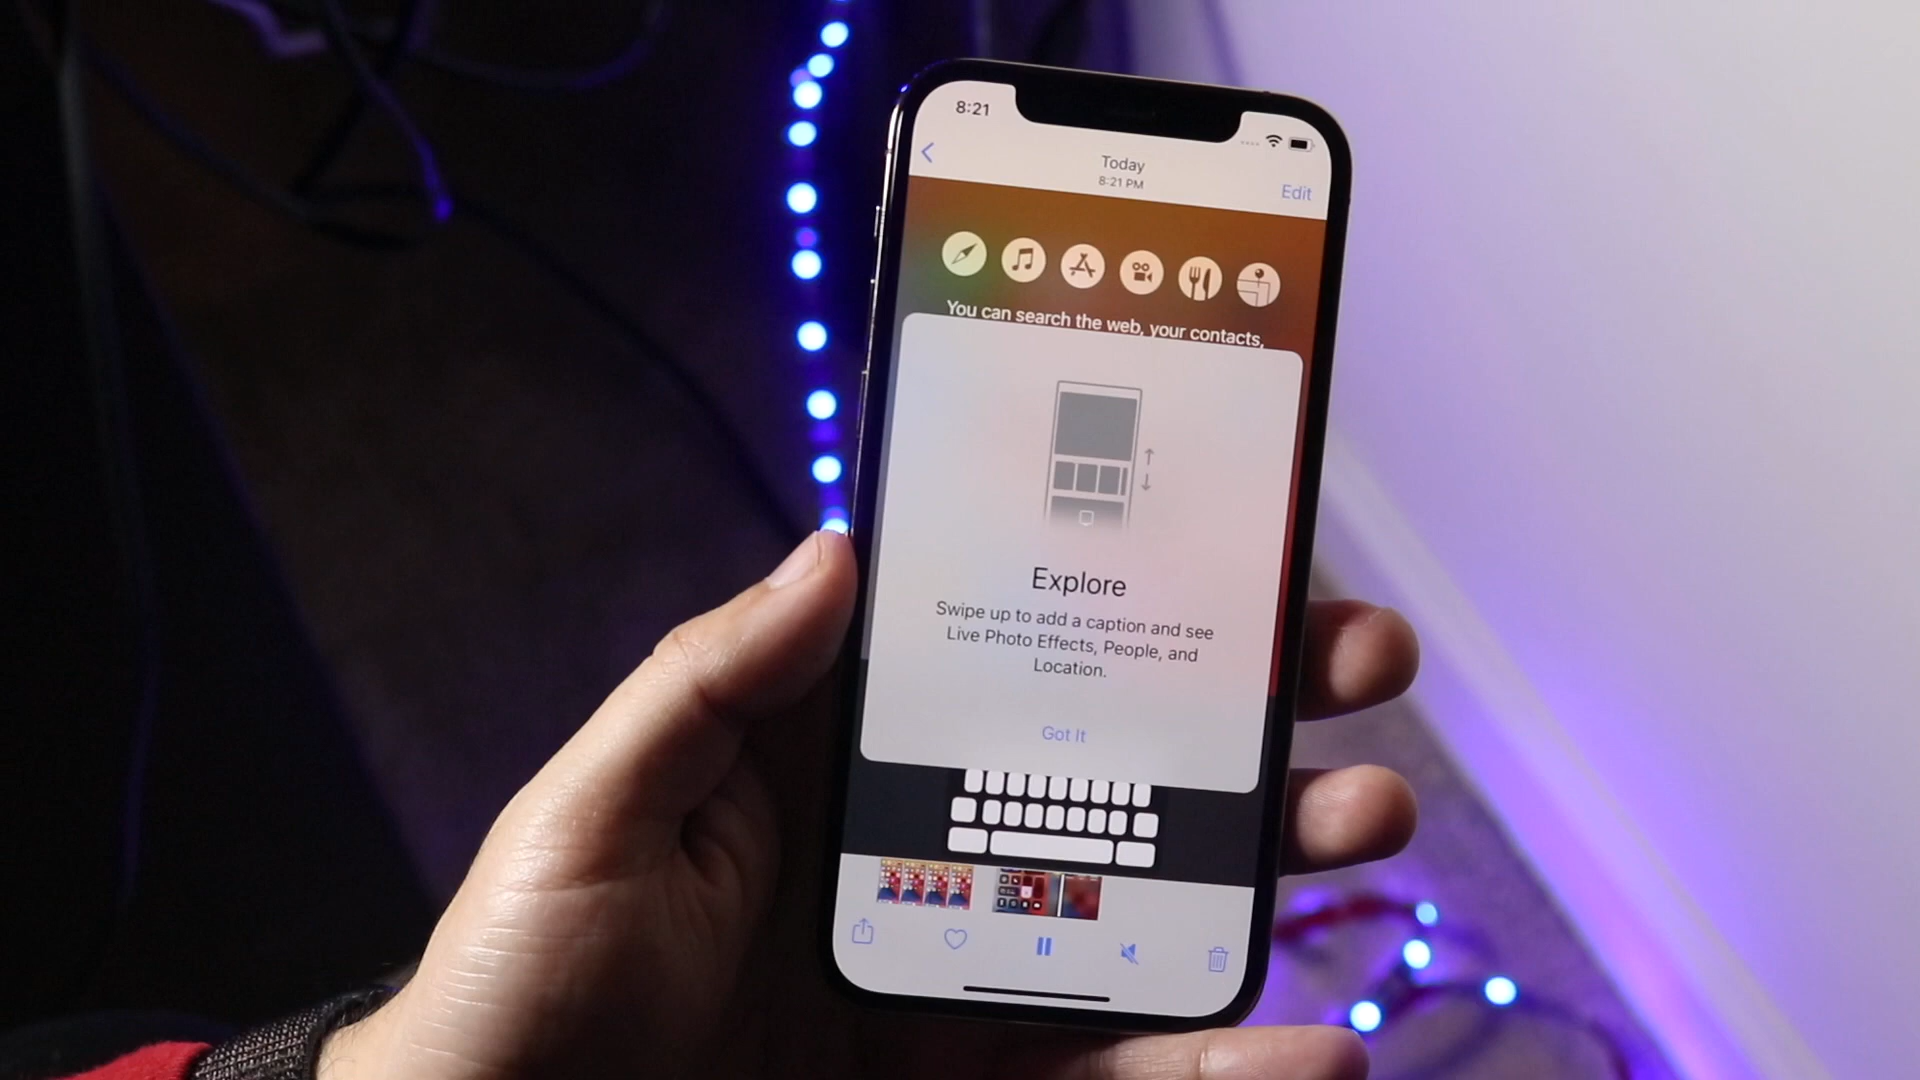 8:21
Today
8:21 PM
Edit
You can search the web, your contacts,
Explore
Swipe up to add a caption and see
Live Photo Effects, People, and
Location.
Got It